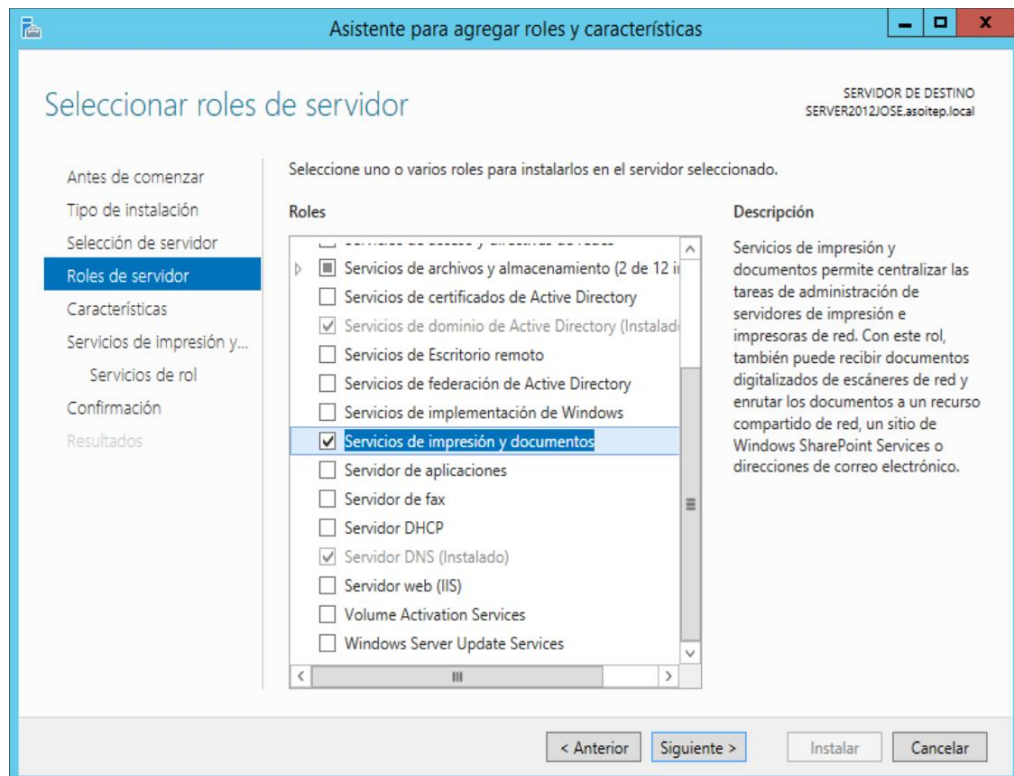 Asistente para agregar roles y características
Seleccionar roles de servidor
SERVIDOR DE DESTINO
SERVER2012JOSE.asoitep.local
Antes de comenzar
Tipo de instalación
Selección de servidor
Roles de servidor
Características
Servicios de impresión y...
Servicios de rol
Confirmación
Resultados
Seleccione uno o varios roles para instalarlos en el servidor seleccionado.
Roles
Servicios de archivos y almacenamiento (2 de 12 in
Servicios de certificados de Active Directory
Servicios de dominio de Active Directory (Instalado
Servicios de Escritorio remoto
Servicios de federación de Active Directory
Servicios de implementación de Windows
Servicios de impresión y documentos
Servidor de aplicaciones
Servidor de fax
Servidor DHCP
Servidor DNS (Instalado)
Servidor web (IIS)
Volume Activation Services
Windows Server Update Services
Descripción
Servicios de impresión y
documentos permite centralizar las
tareas de administración de
servidores de impresión e
impresoras de red. Con este rol,
también puede recibir documentos
digitalizados de escáneres de red y
enrutar los documentos a un recurso
compartido de red, un sitio de
Windows SharePoint Services o
direcciones de correo electrónico.
< Anterior
Siguiente >
Instalar
Cancelar